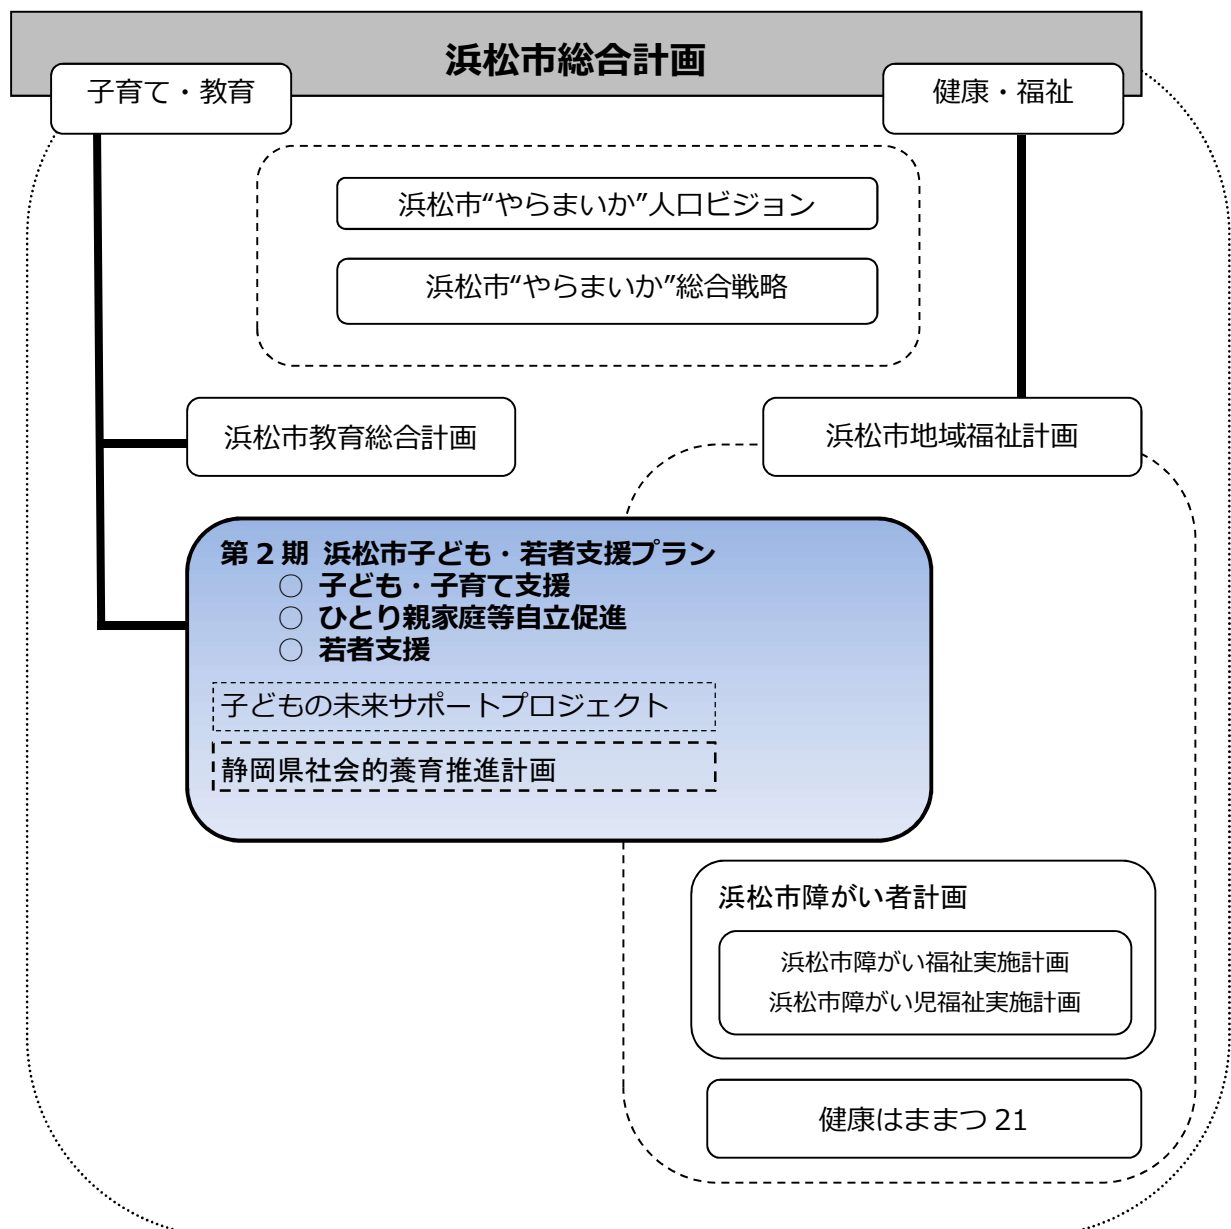 浜松市総合計画
子育て・教育
健康・福祉
浜松市“やらまいか”人口ビジョン
浜松市“やらまいか”総合戦略
浜松市教育総合計画
浜松市地域福祉計画
第２期 浜松市子ども・若者支援プラン
○ 子ども・子育て支援
○ ひとり親家庭等自立促進
○ 若者支援
子どもの未来サポートプロジェクト
静岡県社会的養育推進計画
浜松市障がい者計画
浜松市障がい福祉実施計画
浜松市障がい児福祉実施計画
健康はままつ 21